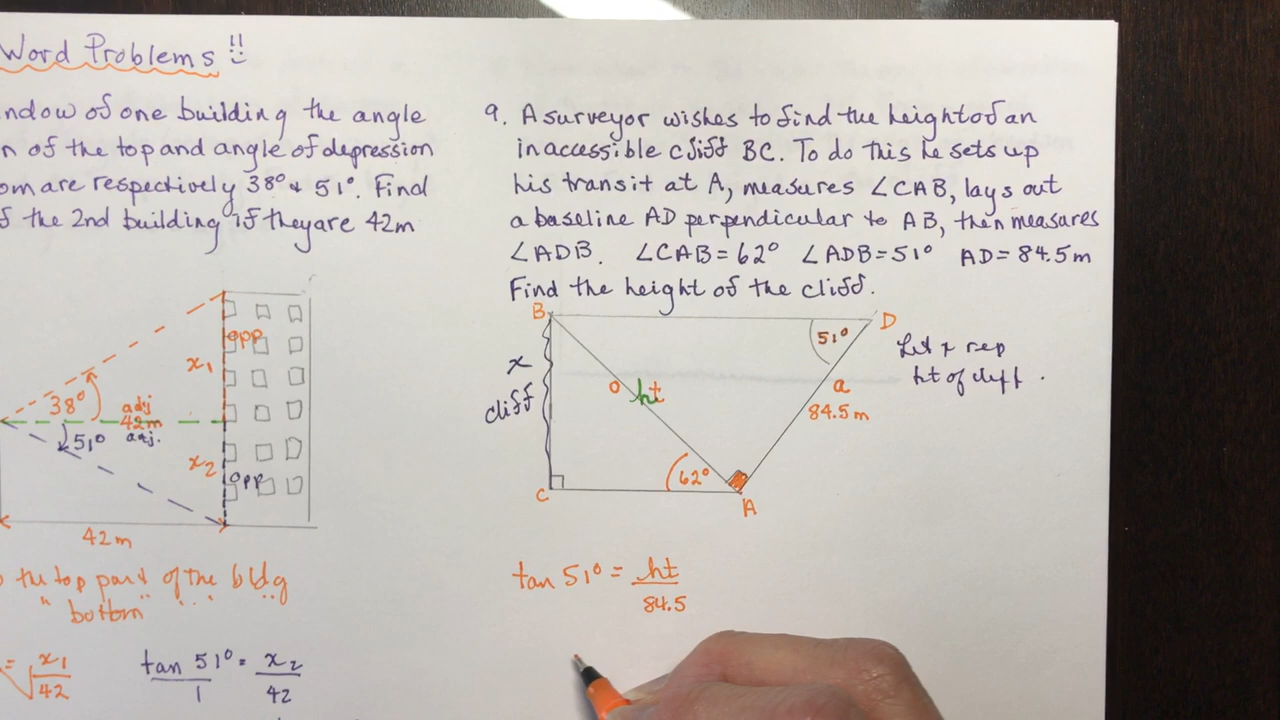 Word Problems
ndow of one building the angle
n of the top and angle of depression
om are respectively 38° & 51°. Find
f the 2nd building if they are 42m
38°
51°
adj
42m
adj.
opp
x₁
x₂
opp
42m
the top part of the bldg
" bottom " " "
= x₁/42
tan 51°/1 = x₂/42
9. A surveyor wishes to find the height of an
inaccessible cliff BC. To do this he sets up
his transit at A, measures ∠CAB, lays out
a baseline AD perpendicular to AB, then measures
∠ADB. ∠CAB=62° ∠ADB=51° AD=84.5m
Find the height of the cliff.
B
D
51°
x
cliff
o
ht
a
84.5m
62°
C
A
Let x rep
ht of cliff.
tan 51° = ht/84.5